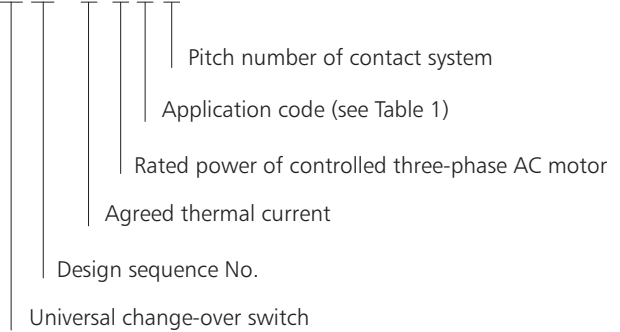 Pitch number of contact system
Application code (see Table 1)
Rated power of controlled three-phase AC motor
Agreed thermal current
Design sequence No.
Universal change-over switch